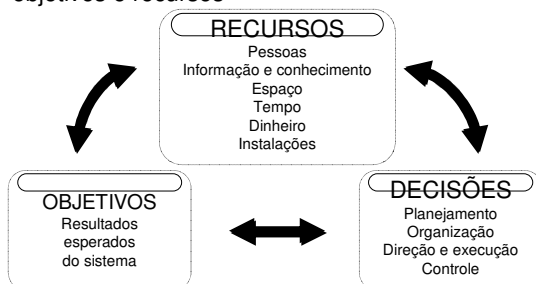 objetivos e recursos
RECURSOS
Pessoas
Informação e conhecimento
Espaço
Tempo
Dinheiro
Instalações
OBJETIVOS
Resultados
esperados
do sistema
DECISÕES
Planejamento
Organização
Direção e execução
Controle